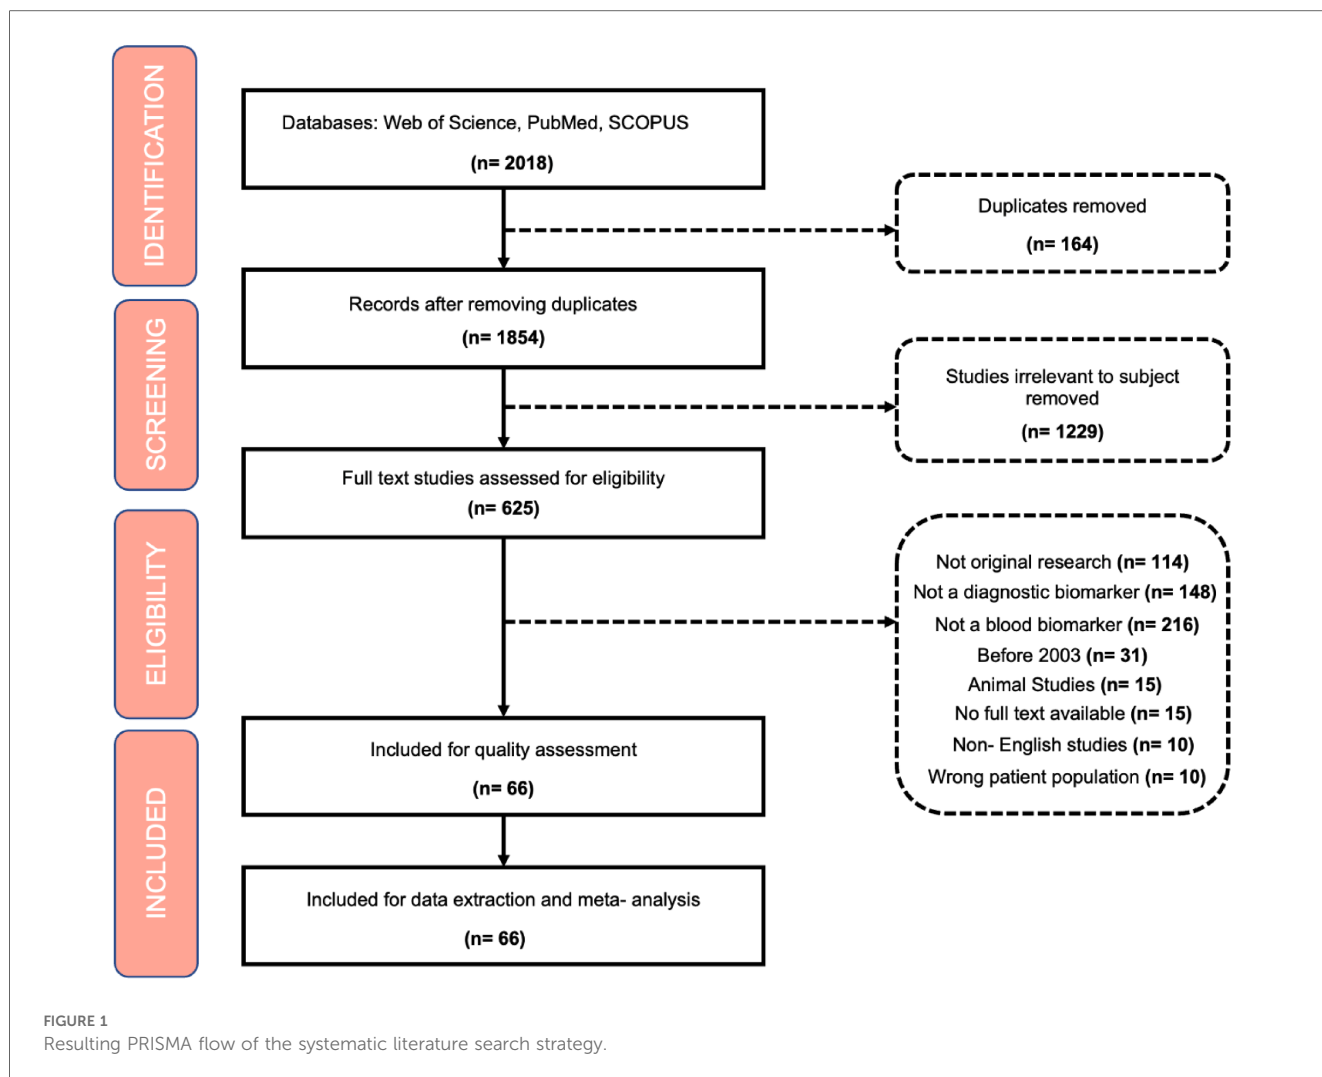 IDENTIFICATION
Databases: Web of Science, PubMed, SCOPUS
(n= 2018)
Duplicates removed
(n= 164)
SCREENING
Records after removing duplicates
(n= 1854)
Studies irrelevant to subject
removed
(n= 1229)
Full text studies assessed for eligibility
(n= 625)
ELIGIBILITY
Not original research (n= 114)
Not a diagnostic biomarker (n= 148)
Not a blood biomarker (n= 216)
Before 2003 (n= 31)
Animal Studies (n= 15)
No full text available (n= 15)
Non- English studies (n= 10)
Wrong patient population (n= 10)
INCLUDED
Included for quality assessment
(n= 66)
Included for data extraction and meta- analysis
(n= 66)
FIGURE 1
Resulting PRISMA flow of the systematic literature search strategy.